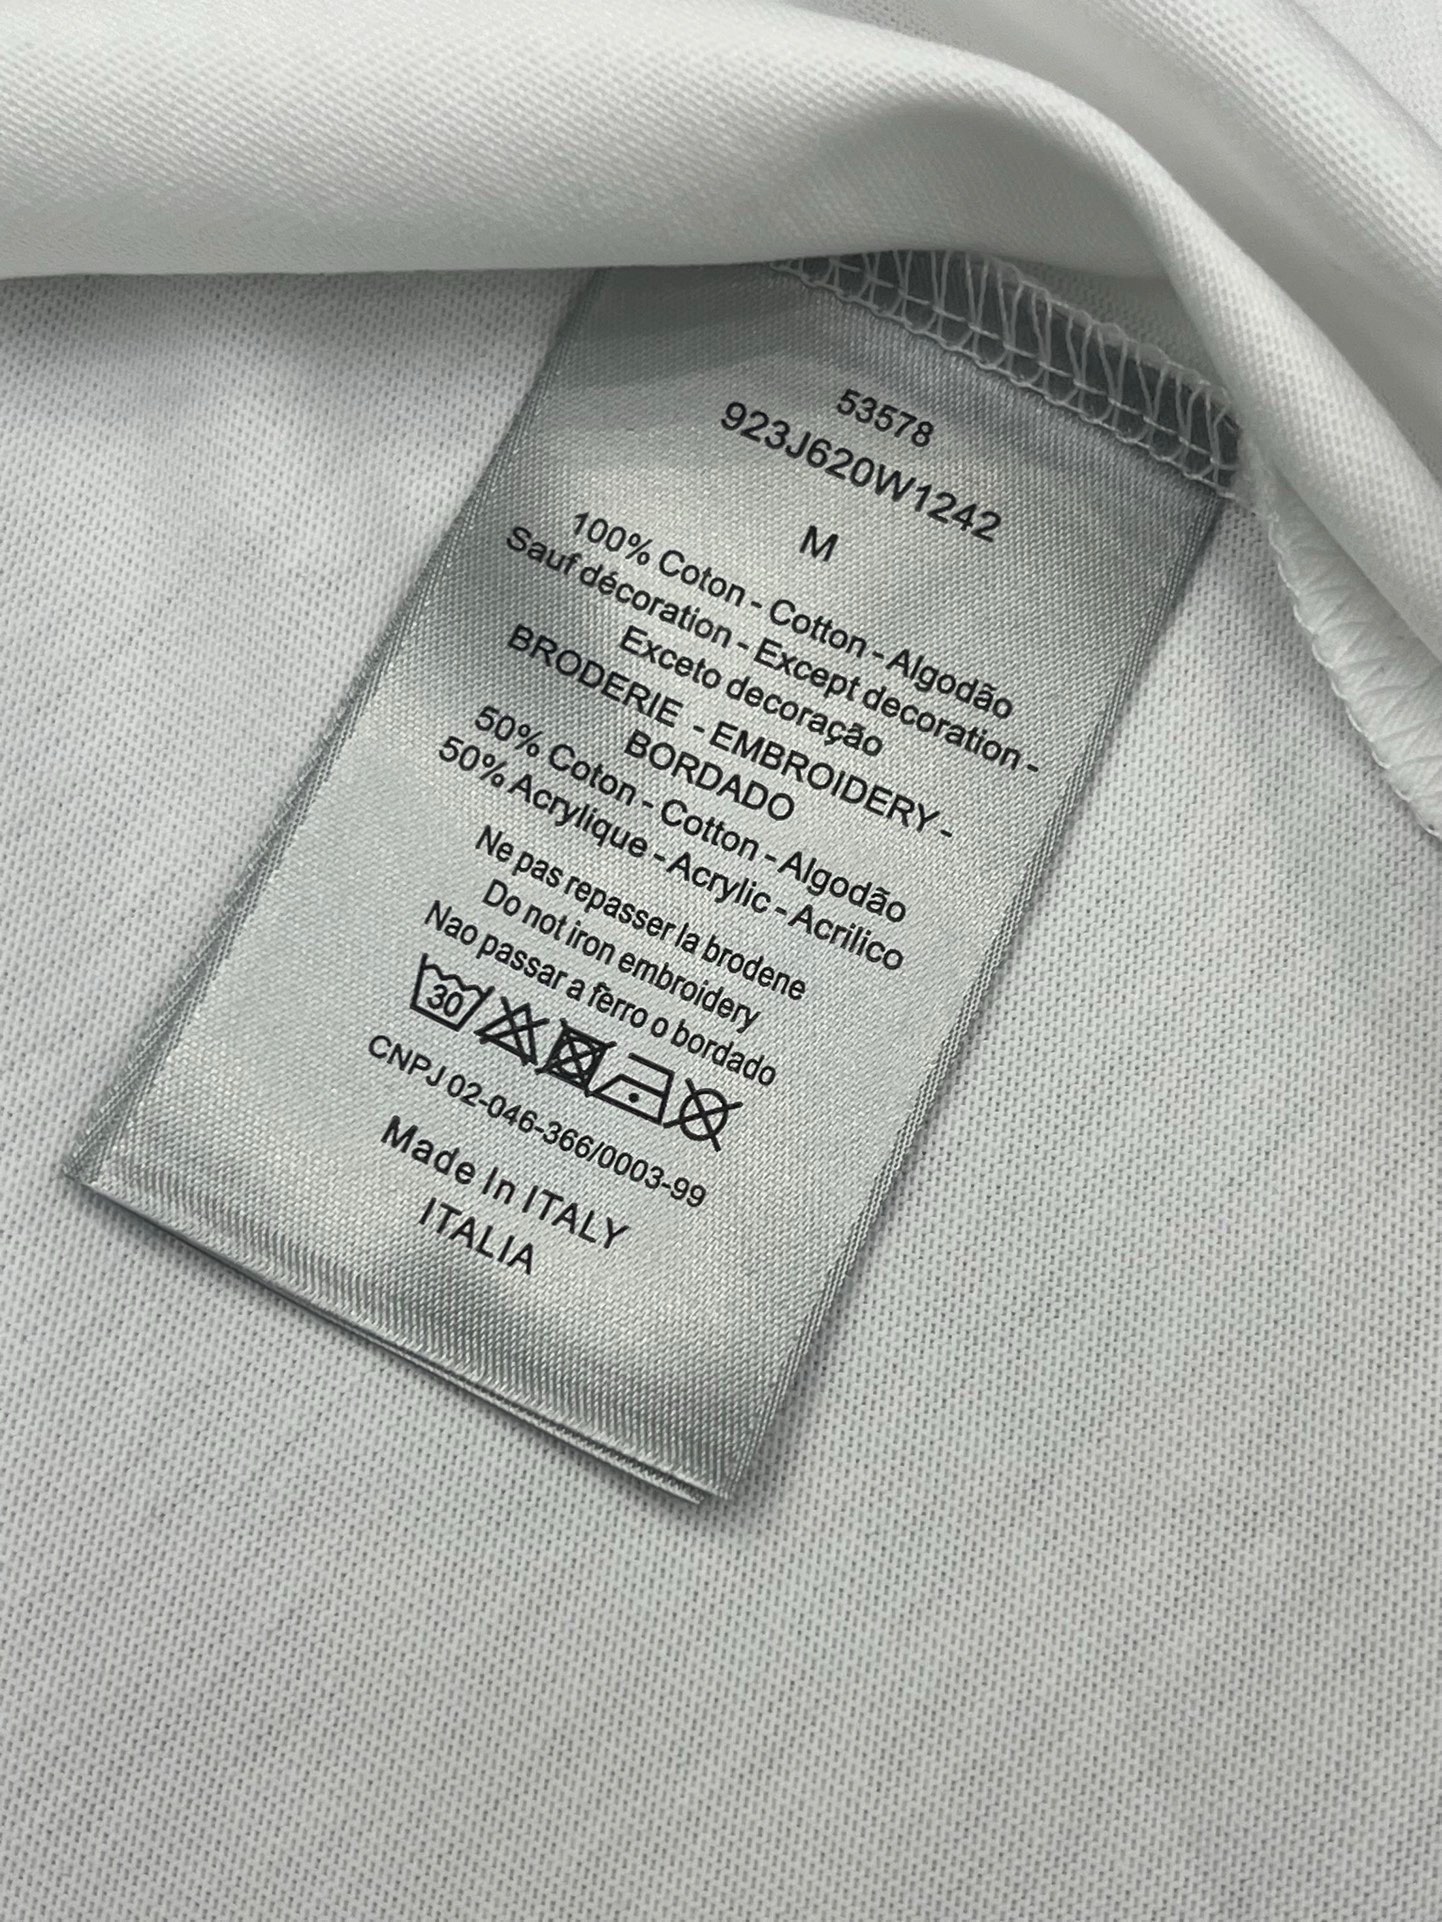 53578
923J620W1242
M
100% Coton - Cotton - Algodão
Sauf décoration - Except decoration -
Exceto decoração
BRODERIE - EMBROIDERY -
BORDADO
50% Coton - Cotton - Algodão
50% Acrylique - Acrylic - Acrilico
Ne pas repasser la brodene
Do not iron embroidery
Nao passar a ferro o bordado
30
CNPJ 02-046-366/0003-99
Made In ITALY
ITALIA